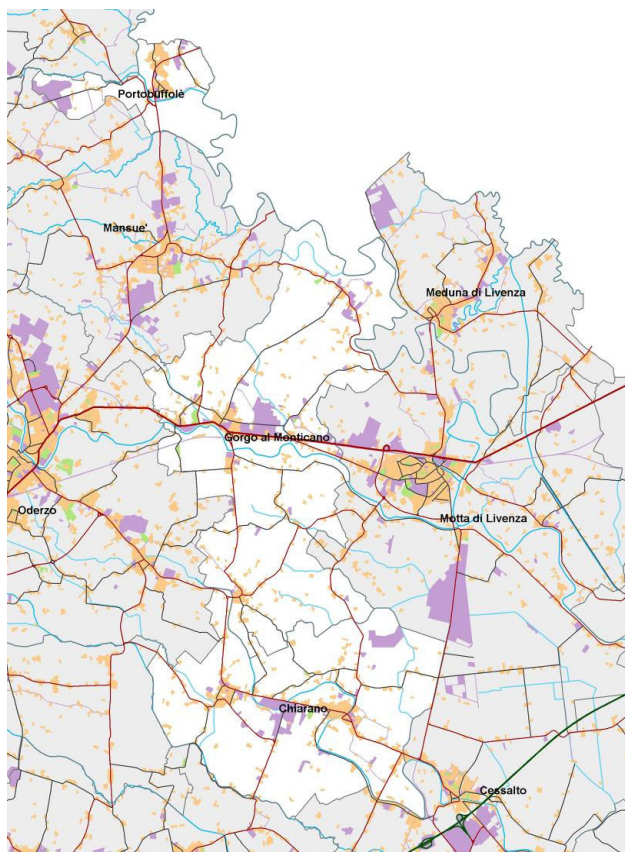 Portobuffolè
Mansue'
Meduna di Livenza
Gorgo al Monticano
Oderzo
Motta di Livenza
Chiarano
Cessalto